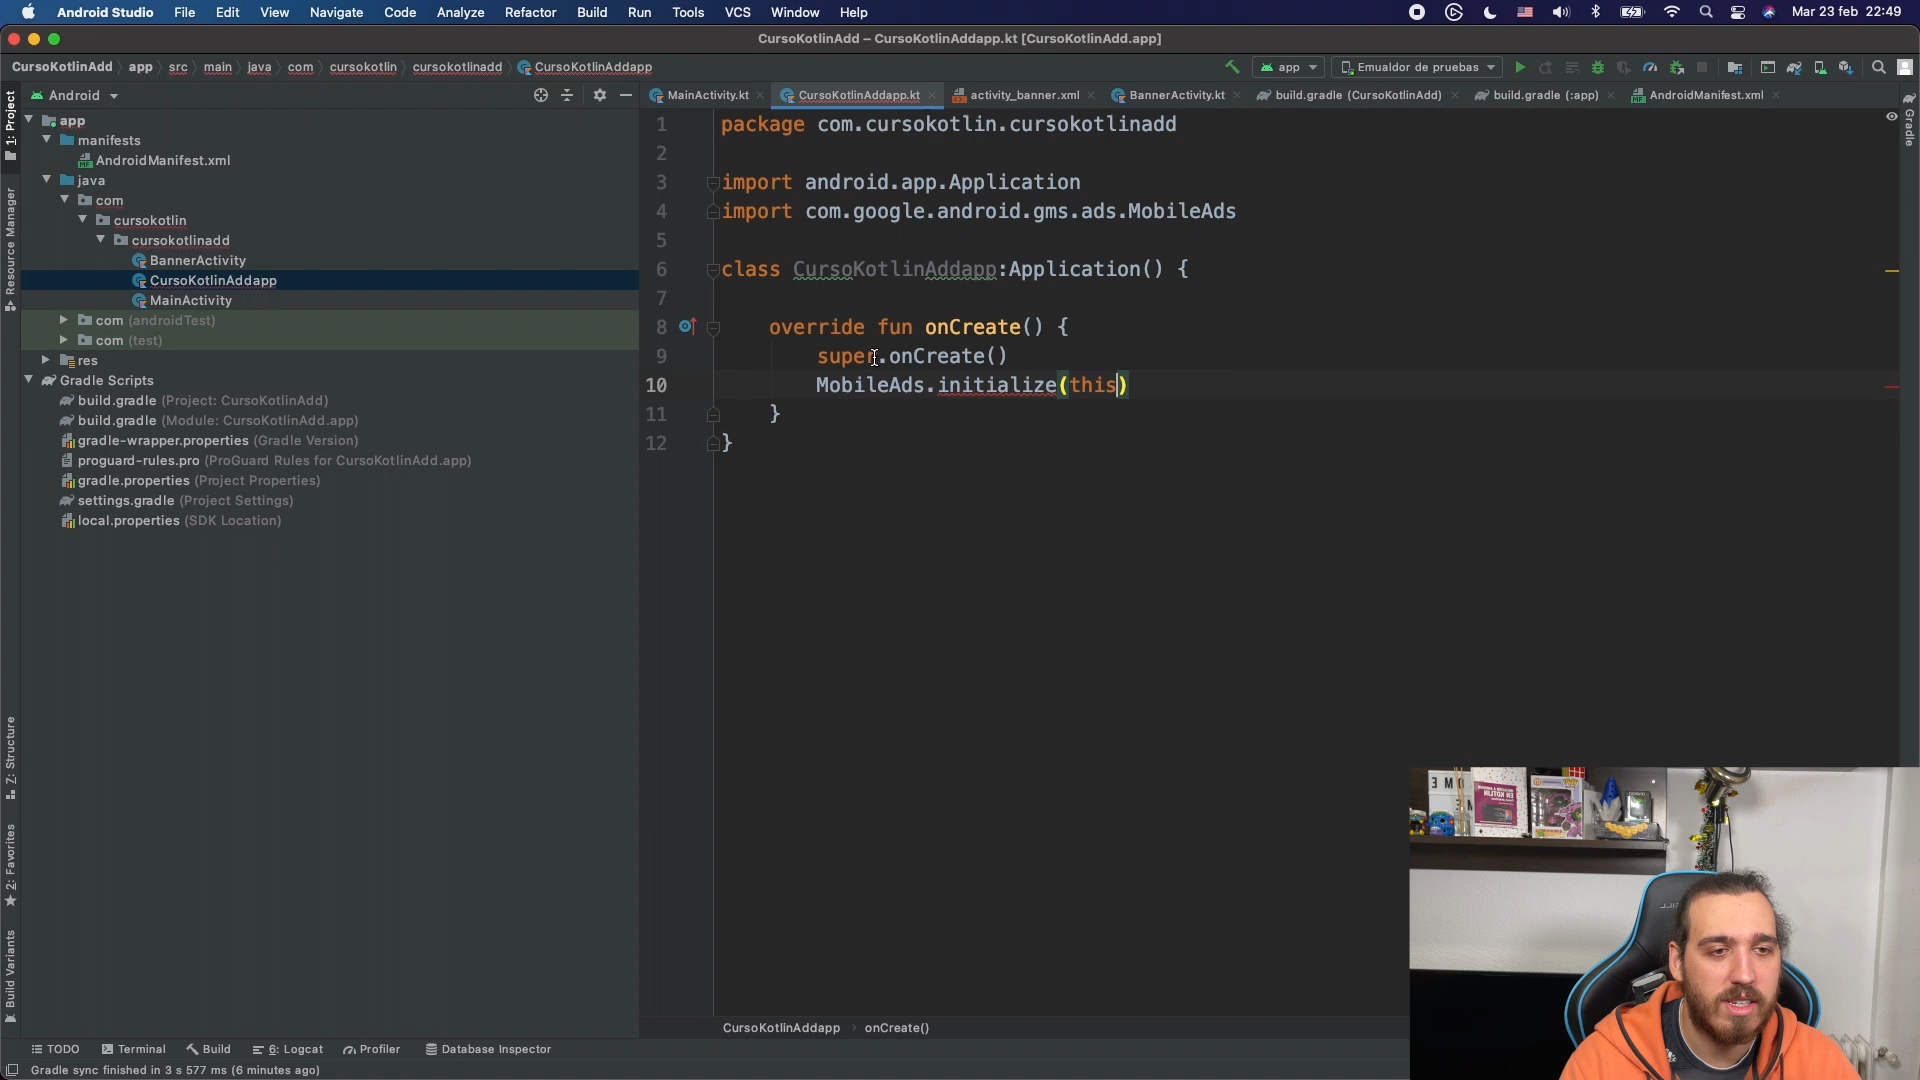 Android Studio File Edit View Navigate Code Analyze Refactor Build Run Tools VCS Window Help Mar 23 feb 22:49
CursoKotlinAdd – CursoKotlinAddapp.kt [CursoKotlinAdd.app]
CursoKotlinAdd app src main java com cursokotlin cursokotlinadd CursoKotlinAddapp app Emualdor de pruebas
Android
MainActivity.kt CursoKotlinAddapp.kt activity_banner.xml BannerActivity.kt build.gradle (CursoKotlinAdd) build.gradle (:app) AndroidManifest.xml
1: Project
Resource Manager
Z: Structure
2: Favorites
Build Variants
Gradle
app
manifests
AndroidManifest.xml
java
com
cursokotlin
cursokotlinadd
BannerActivity
CursoKotlinAddapp
MainActivity
com (androidTest)
com (test)
res
Gradle Scripts
build.gradle (Project: CursoKotlinAdd)
build.gradle (Module: CursoKotlinAdd.app)
gradle-wrapper.properties (Gradle Version)
proguard-rules.pro (ProGuard Rules for CursoKotlinAdd.app)
gradle.properties (Project Properties)
settings.gradle (Project Settings)
local.properties (SDK Location)
1 package com.cursokotlin.cursokotlinadd
2
3 import android.app.Application
4 import com.google.android.gms.ads.MobileAds
5
6 class CursoKotlinAddapp:Application() {
7
8 override fun onCreate() {
9 super.onCreate()
10 MobileAds.initialize(this)
11 }
12 }
CursoKotlinAddapp onCreate()
TODO Terminal Build 6: Logcat Profiler Database Inspector
Gradle sync finished in 3 s 577 ms (6 minutes ago)